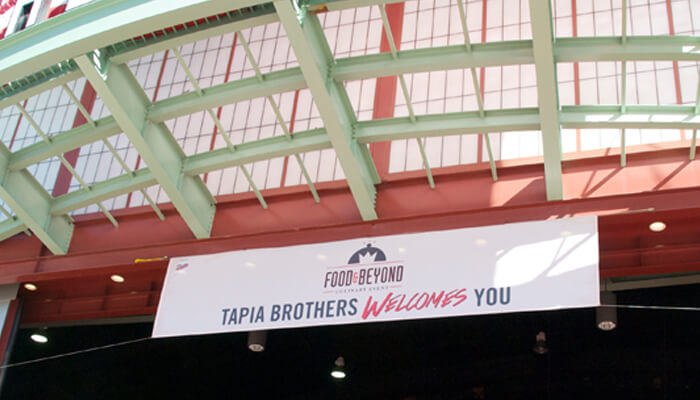 FOOD&BEYOND
CULINARY EVENT
TAPIA BROTHERS WELCOMES YOU